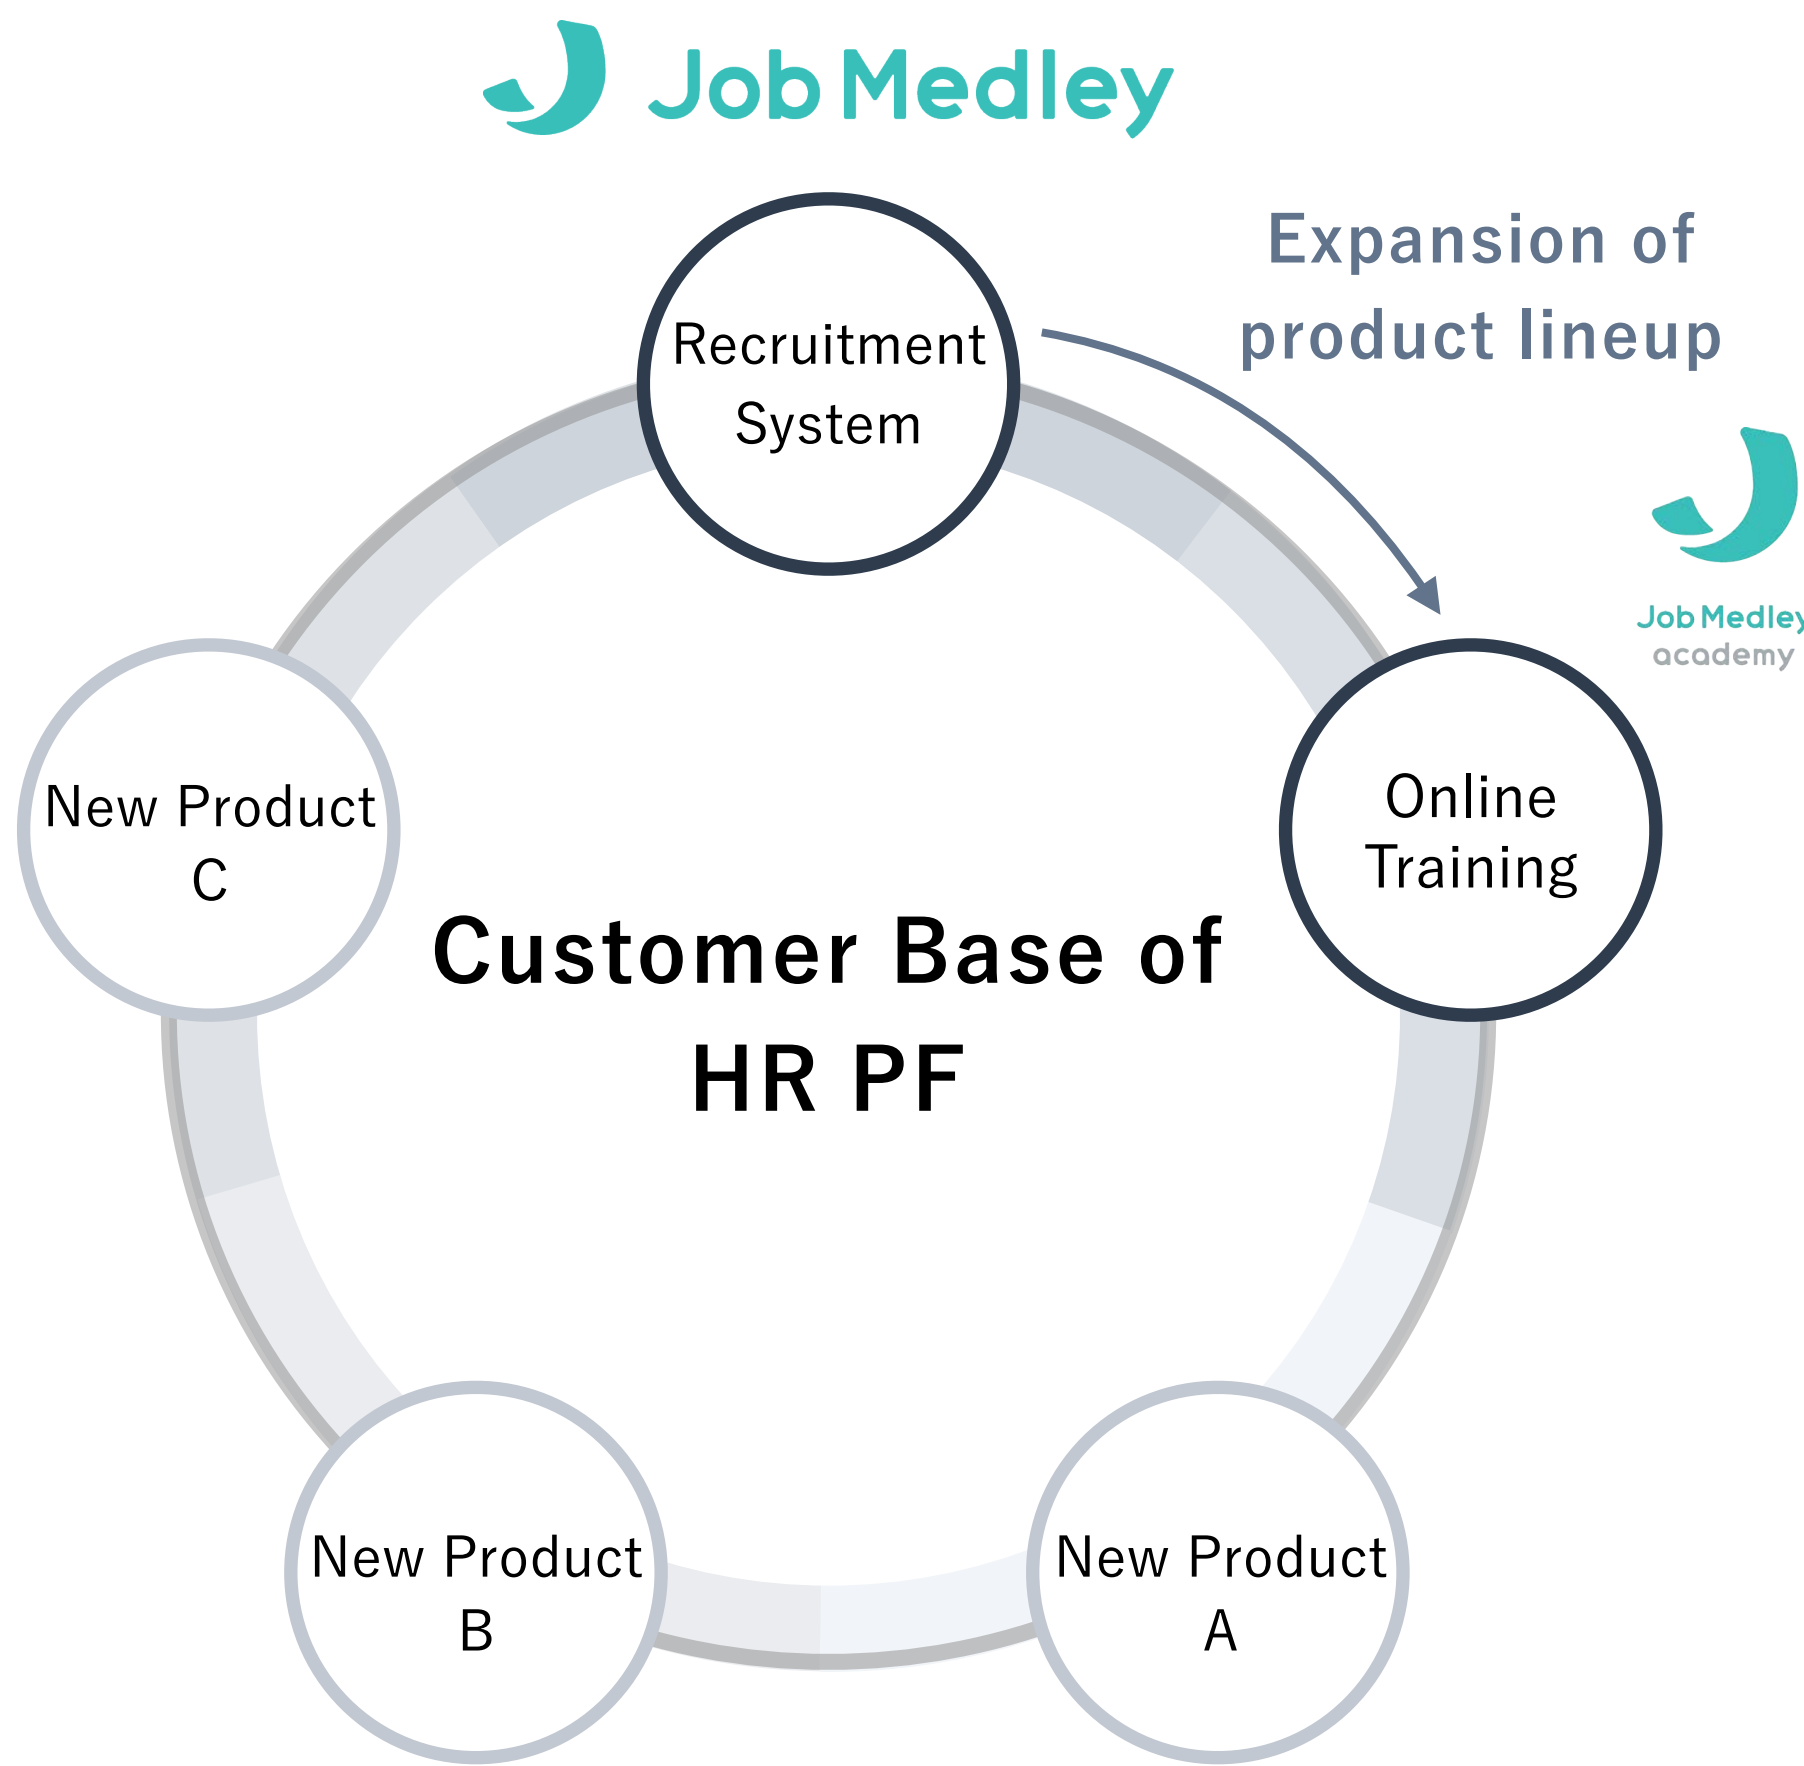 Job Medley
Expansion of
product lineup
Recruitment
System
Job Medley
academy
Online
Training
New Product
C
Customer Base of
HR PF
New Product
B
New Product
A